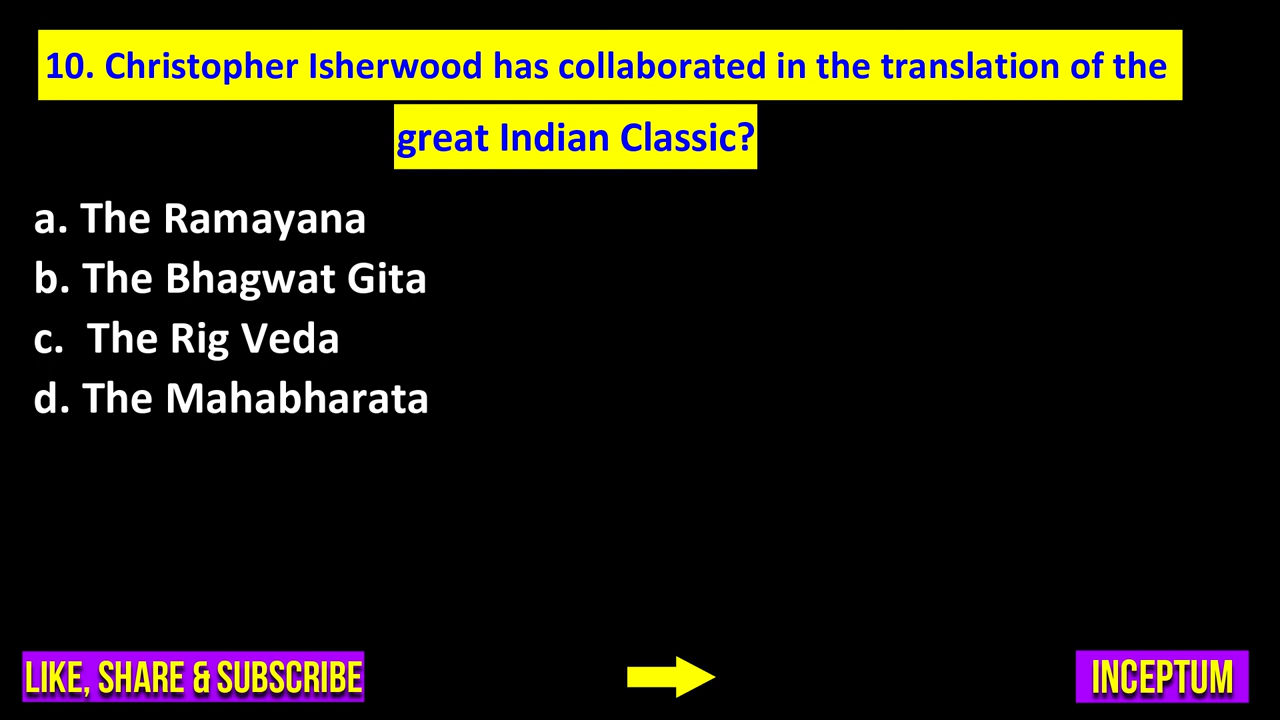 10. Christopher Isherwood has collaborated in the translation of the
great Indian Classic?
a. The Ramayana
b. The Bhagwat Gita
c. The Rig Veda
d. The Mahabharata
LIKE, SHARE & SUBSCRIBE
INCEPTUM